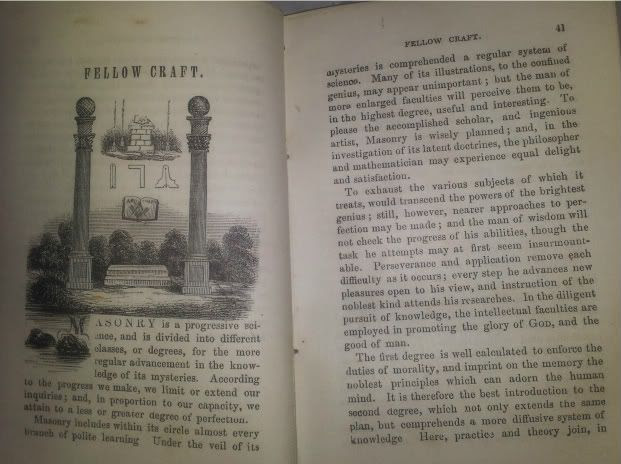 FELLOW CRAFT.
MASONRY is a progressive sci-
ence, and is divided into different
classes, or degrees, for the more
regular advancement in the know-
ledge of its mysteries. According
to the progress we make, we limit or extend our
inquiries; and, in proportion to our capacity, we
attain to a less or greater degree of perfection.
Masonry includes within its circle almost every
branch of polite learning Under the veil of its
FELLOW CRAFT.
41
mysteries is comprehended a regular system of
science. Many of its illustrations, to the confined
genius, may appear unimportant; but the man of
more enlarged faculties will perceive them to be,
in the highest degree, useful and interesting. To
please the accomplished scholar, and ingenious
artist, Masonry is wisely planned; and, in the
investigation of its latent doctrines, the philosopher
and mathematician may experience equal delight
and satisfaction.
To exhaust the various subjects of which it
treats, would transcend the powers of the brightest
genius; still, however, nearer approaches to per-
fection may be made; and the man of wisdom will
not check the progress of his abilities, though the
task he attempts may at first seem insurmount-
able. Perseverance and application remove each
difficulty as it occurs; every step he advances new
pleasures open to his view, and instruction of the
noblest kind attends his researches. In the diligent
pursuit of knowledge, the intellectual faculties are
employed in promoting the glory of GOD, and the
good of man.
The first degree is well calculated to enforce the
duties of morality, and imprint on the memory the
noblest principles which can adorn the human
mind. It is therefore the best introduction to the
second degree, which not only extends the same
plan, but comprehends a more diffusive system of
knowledge Here, practice and theory join, in